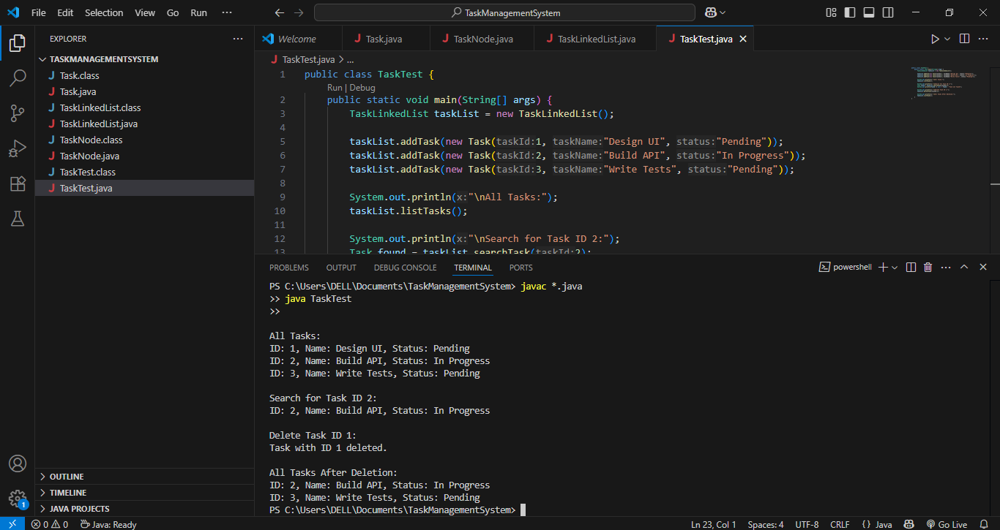 File Edit Selection View Go Run ··· TaskManagementSystem
EXPLORER ···
TASKMANAGEMENTSYSTEM
J Task.class
J Task.java
J TaskLinkedList.class
J TaskLinkedList.java
J TaskNode.class
J TaskNode.java
J TaskTest.class
J TaskTest.java
OUTLINE
TIMELINE
JAVA PROJECTS
1
Welcome J Task.java J TaskNode.java J TaskLinkedList.java J TaskTest.java
J TaskTest.java > ...
1 public class TaskTest {
Run | Debug
2 public static void main(String[] args) {
3 TaskLinkedList taskList = new TaskLinkedList();
4
5 taskList.addTask(new Task(taskId:1, taskName:"Design UI", status:"Pending"));
6 taskList.addTask(new Task(taskId:2, taskName:"Build API", status:"In Progress"));
7 taskList.addTask(new Task(taskId:3, taskName:"Write Tests", status:"Pending"));
8
9 System.out.println(x:"\nAll Tasks:");
10 taskList.listTasks();
11
12 System.out.println(x:"\nSearch for Task ID 2:");
13 Task found = taskList.searchTask(taskId:2);
PROBLEMS OUTPUT DEBUG CONSOLE TERMINAL PORTS powershell
PS C:\Users\DELL\Documents\TaskManagementSystem> javac *.java
>> java TaskTest
>>
All Tasks:
ID: 1, Name: Design UI, Status: Pending
ID: 2, Name: Build API, Status: In Progress
ID: 3, Name: Write Tests, Status: Pending
Search for Task ID 2:
ID: 2, Name: Build API, Status: In Progress
Delete Task ID 1:
Task with ID 1 deleted.
All Tasks After Deletion:
ID: 2, Name: Build API, Status: In Progress
ID: 3, Name: Write Tests, Status: Pending
PS C:\Users\DELL\Documents\TaskManagementSystem>
0 0 Java: Ready Ln 23, Col 1 Spaces: 4 UTF-8 CRLF {} Java Go Live